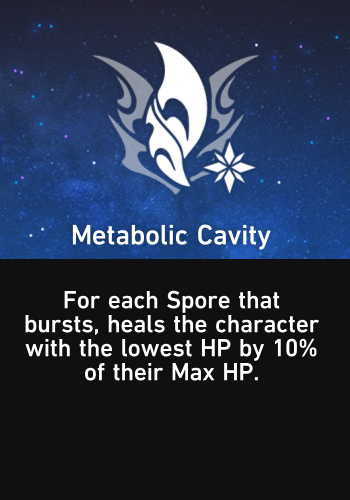 Metabolic Cavity
For each Spore that
bursts, heals the character
with the lowest HP by 10%
of their Max HP.